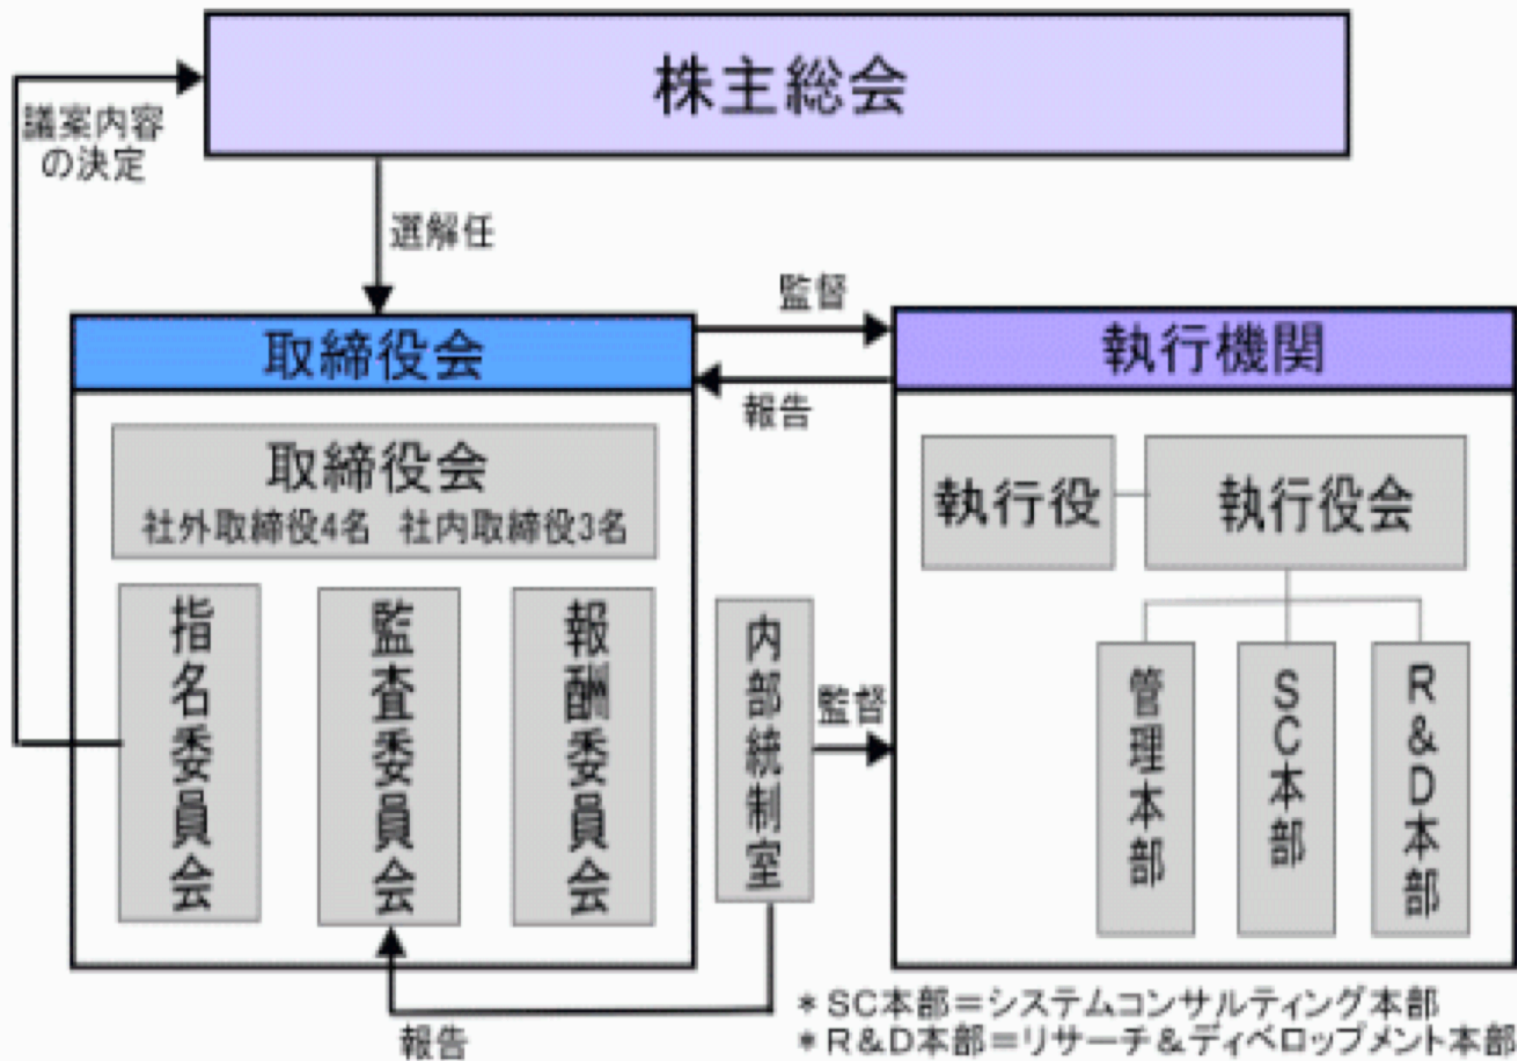 株主総会
議案内容
の決定
選解任
監督
取締役会
執行機関
報告
取締役会
社外取締役4名 社内取締役3名
執行役
執行役会
指名委員会
監査委員会
報酬委員会
内部統制室
監督
管理本部
SC本部
R&D本部
報告
*SC本部=システムコンサルティング本部
*R&D本部=リサーチ&ディベロップメント本部